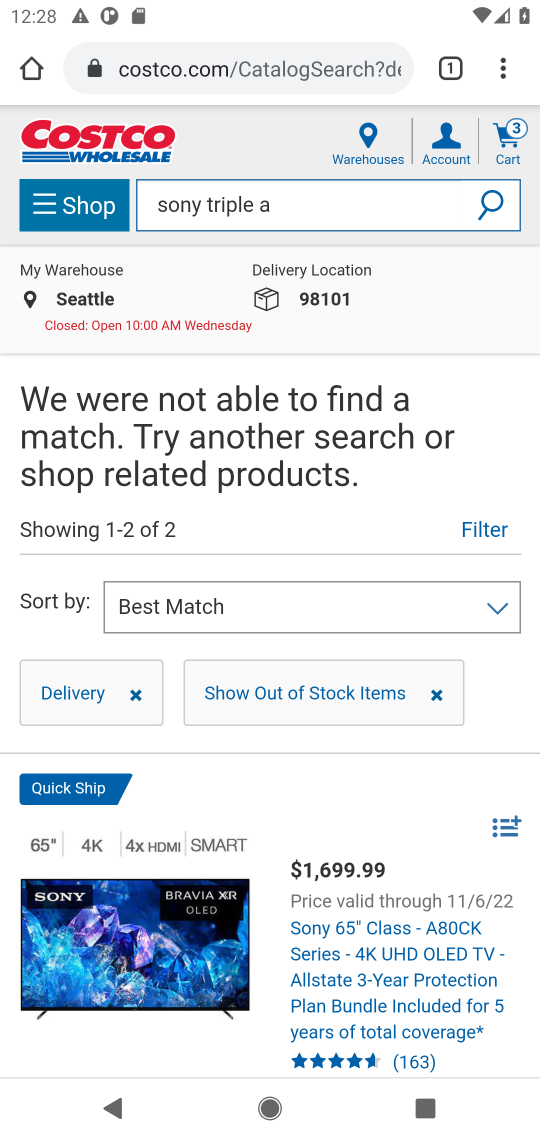 12:28
costco.com/CatalogSearch?de
1
COSTCO
WHOLESALE
Warehouses
Account
3
Cart
Shop
sony triple a
My Warehouse
Delivery Location
Seattle
98101
Closed: Open 10:00 AM Wednesday
We were not able to find a
match. Try another search or
shop related products.
Showing 1-2 of 2
Filter
Sort by:
Best Match
Delivery
Show Out of Stock Items
Quick Ship
65" 4K 4x HDMI SMART
SONY
BRAVIA XR
OLED
$1,699.99
Price valid through 11/6/22
Sony 65" Class - A80CK
Series - 4K UHD OLED TV -
Allstate 3-Year Protection
Plan Bundle Included for 5
years of total coverage*
(163)